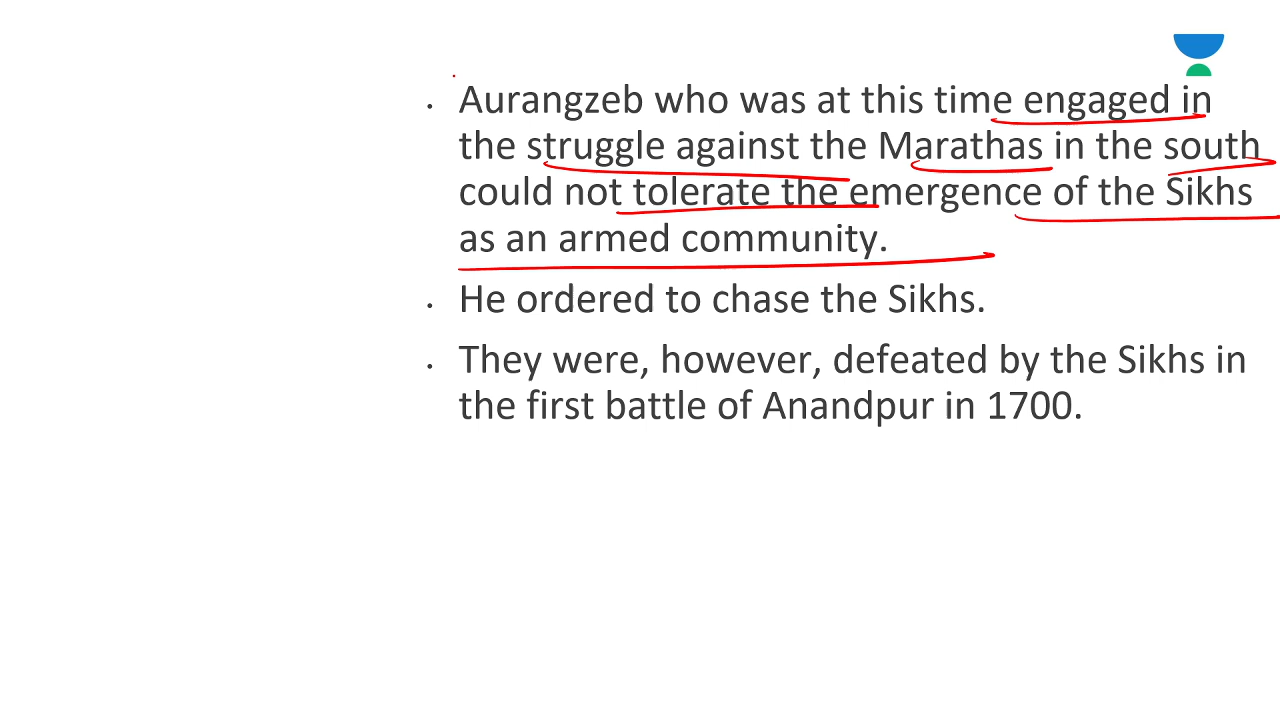 Aurangzeb who was at this time engaged in
the struggle against the Marathas in the south
could not tolerate the emergence of the Sikhs
as an armed community.
He ordered to chase the Sikhs.
They were, however, defeated by the Sikhs in
the first battle of Anandpur in 1700.